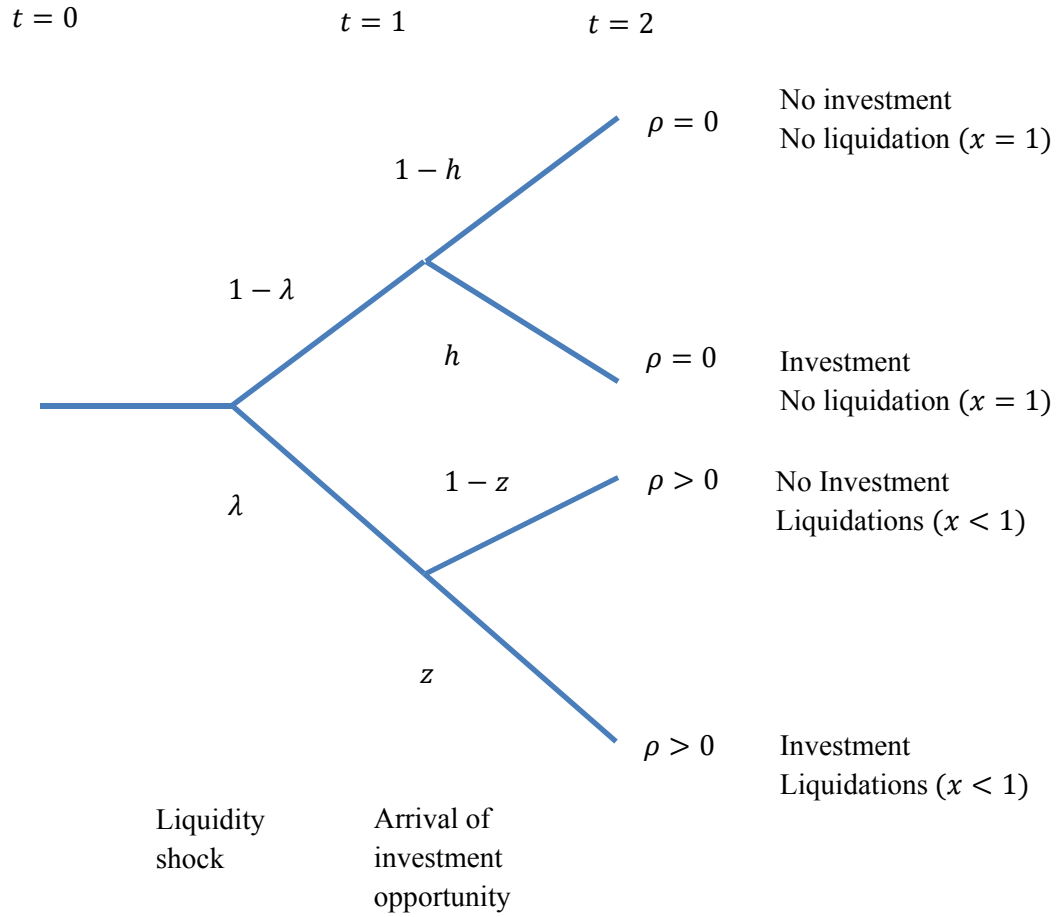 t = 0
t = 1
t = 2
No investment
ρ = 0
No liquidation (x = 1)
1 − h
1 − λ
h
ρ = 0
Investment
No liquidation (x = 1)
1 − z
ρ > 0
No Investment
Liquidations (x < 1)
λ
z
ρ > 0
Investment
Liquidations (x < 1)
Liquidity
shock
Arrival of
investment
opportunity